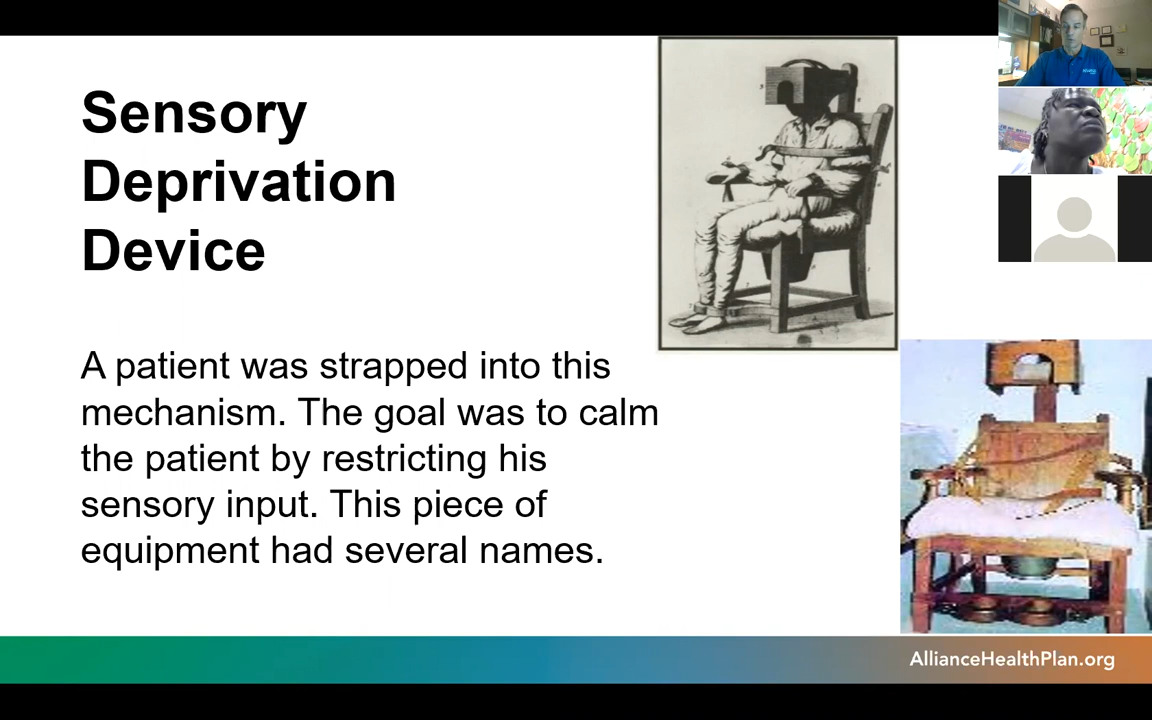 Sensory
Deprivation
Device
A patient was strapped into this
mechanism. The goal was to calm
the patient by restricting his
sensory input. This piece of
equipment had several names.
AllianceHealthPlan.org